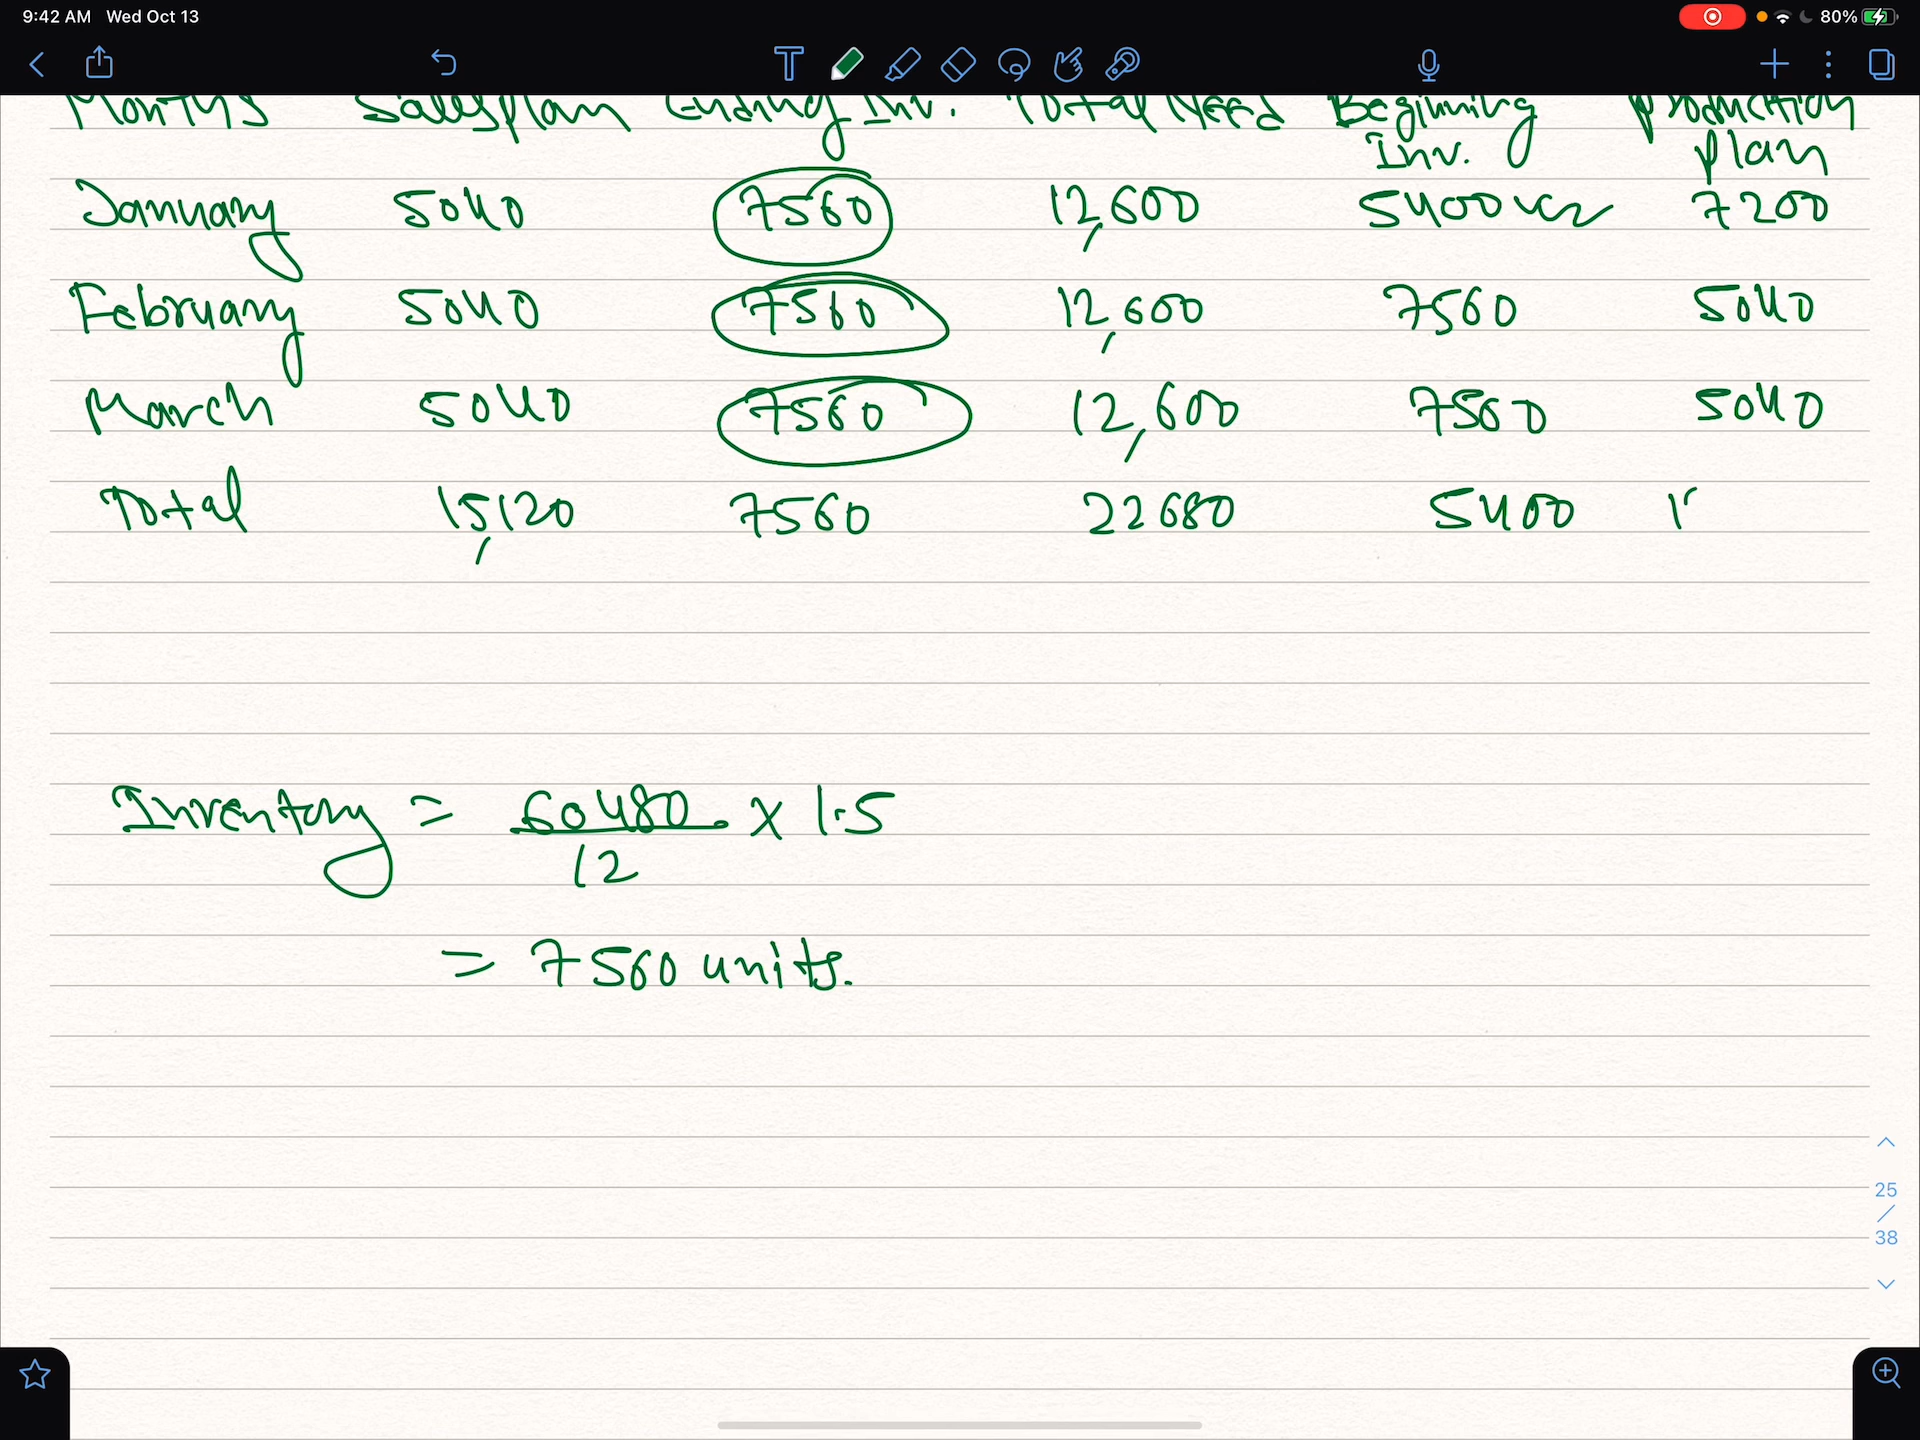 9:42 AM Wed Oct 13 80%
T
Months Salesplan Ending Inv. Total Need Beginning Inv. production plan
January 5040 7560 12,600 5400 7200
February 5040 7560 12,600 7560 5040
March 5040 7560 12,600 7560 5040
Total 15,120 7560 22680 5400 1
Inventory = 60480 x 1.5
12
= 7560 units.
25
/
38